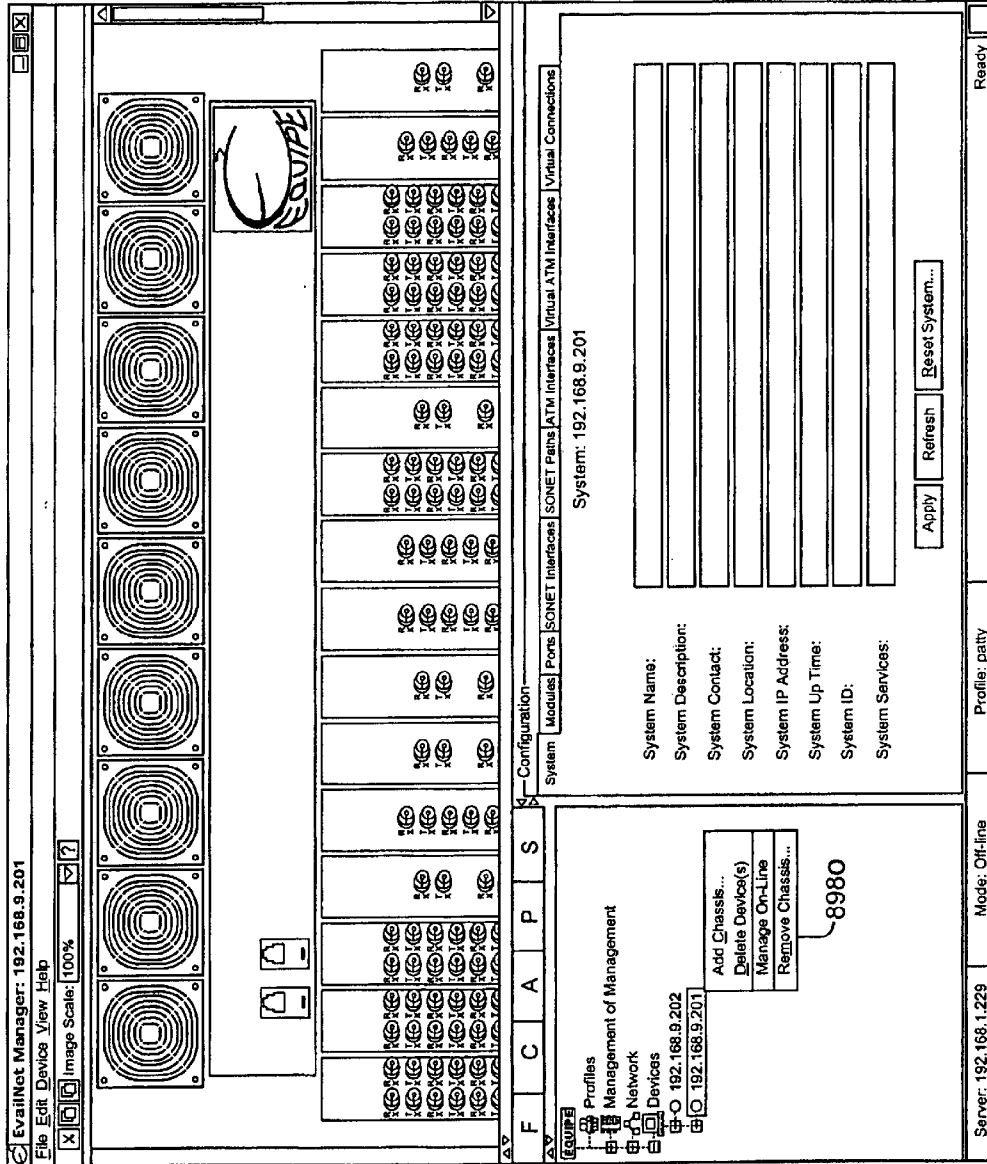 EvailNet Manager: 192.168.9.201
File Edit Device View Help
Image Scale: 100%
?
EQUIPE
F C A P S
EQUIPE
Profiles
Management of Management
Network
Devices
192.168.9.202
192.168.9.201
Add Chassis...
Delete Device(s)
Manage On-Line
Remove Chassis...
8980
Configuration
System Modules Ports SONET Interfaces SONET Paths ATM Interfaces Virtual ATM Interfaces Virtual Connections
System: 192.168.9.201
System Name:
System Description:
System Contact:
System Location:
System IP Address:
System Up Time:
System ID:
System Services:
Apply Refresh Reset System...
Server: 192.168.1.229 Mode: Off-line Profile: patty Ready